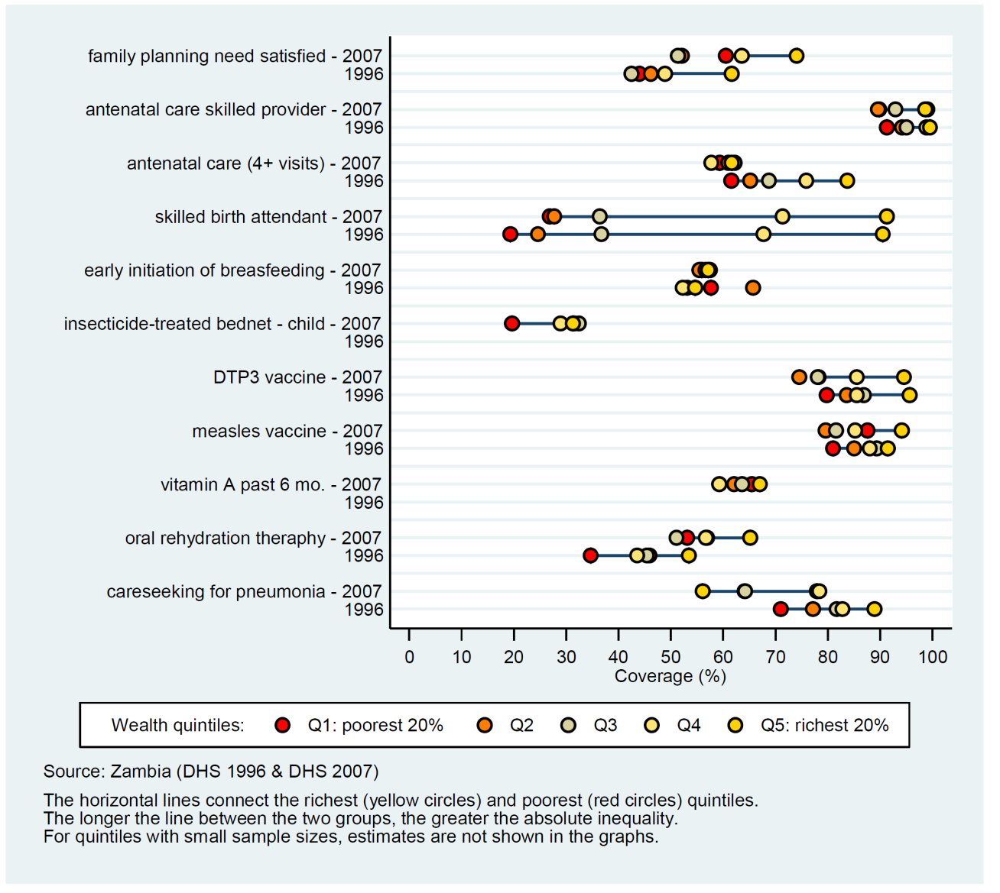 family planning need satisfied - 2007
1996
antenatal care skilled provider - 2007
1996
antenatal care (4+ visits) - 2007
1996
skilled birth attendant - 2007
1996
early initiation of breasfeeding - 2007
1996
insecticide-treated bednet - child - 2007
1996
DTP3 vaccine - 2007
1996
measles vaccine - 2007
1996
vitamin A past 6 mo. - 2007
1996
oral rehydration theraphy - 2007
1996
careseeking for pneumonia - 2007
1996
0 10 20 30 40 50 60 70 80 90 100
Coverage (%)
Wealth quintiles: Q1: poorest 20% Q2 Q3 Q4 Q5: richest 20%
Source: Zambia (DHS 1996 & DHS 2007)
The horizontal lines connect the richest (yellow circles) and poorest (red circles) quintiles.
The longer the line between the two groups, the greater the absolute inequality.
For quintiles with small sample sizes, estimates are not shown in the graphs.